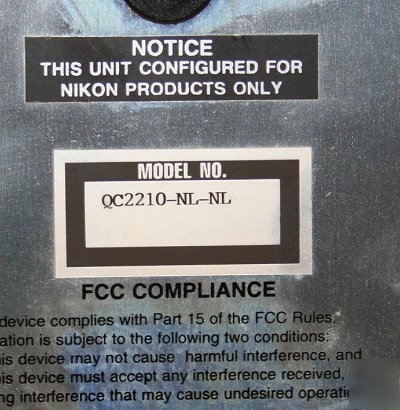 NOTICE
THIS UNIT CONFIGURED FOR
NIKON PRODUCTS ONLY
MODEL NO.
QC2210-NL-NL
FCC COMPLIANCE
device complies with Part 15 of the FCC Rules.
ation is subject to the following two conditions:
his device may not cause harmful interference, and
his device must accept any interference received,
ng interference that may cause undesired operati